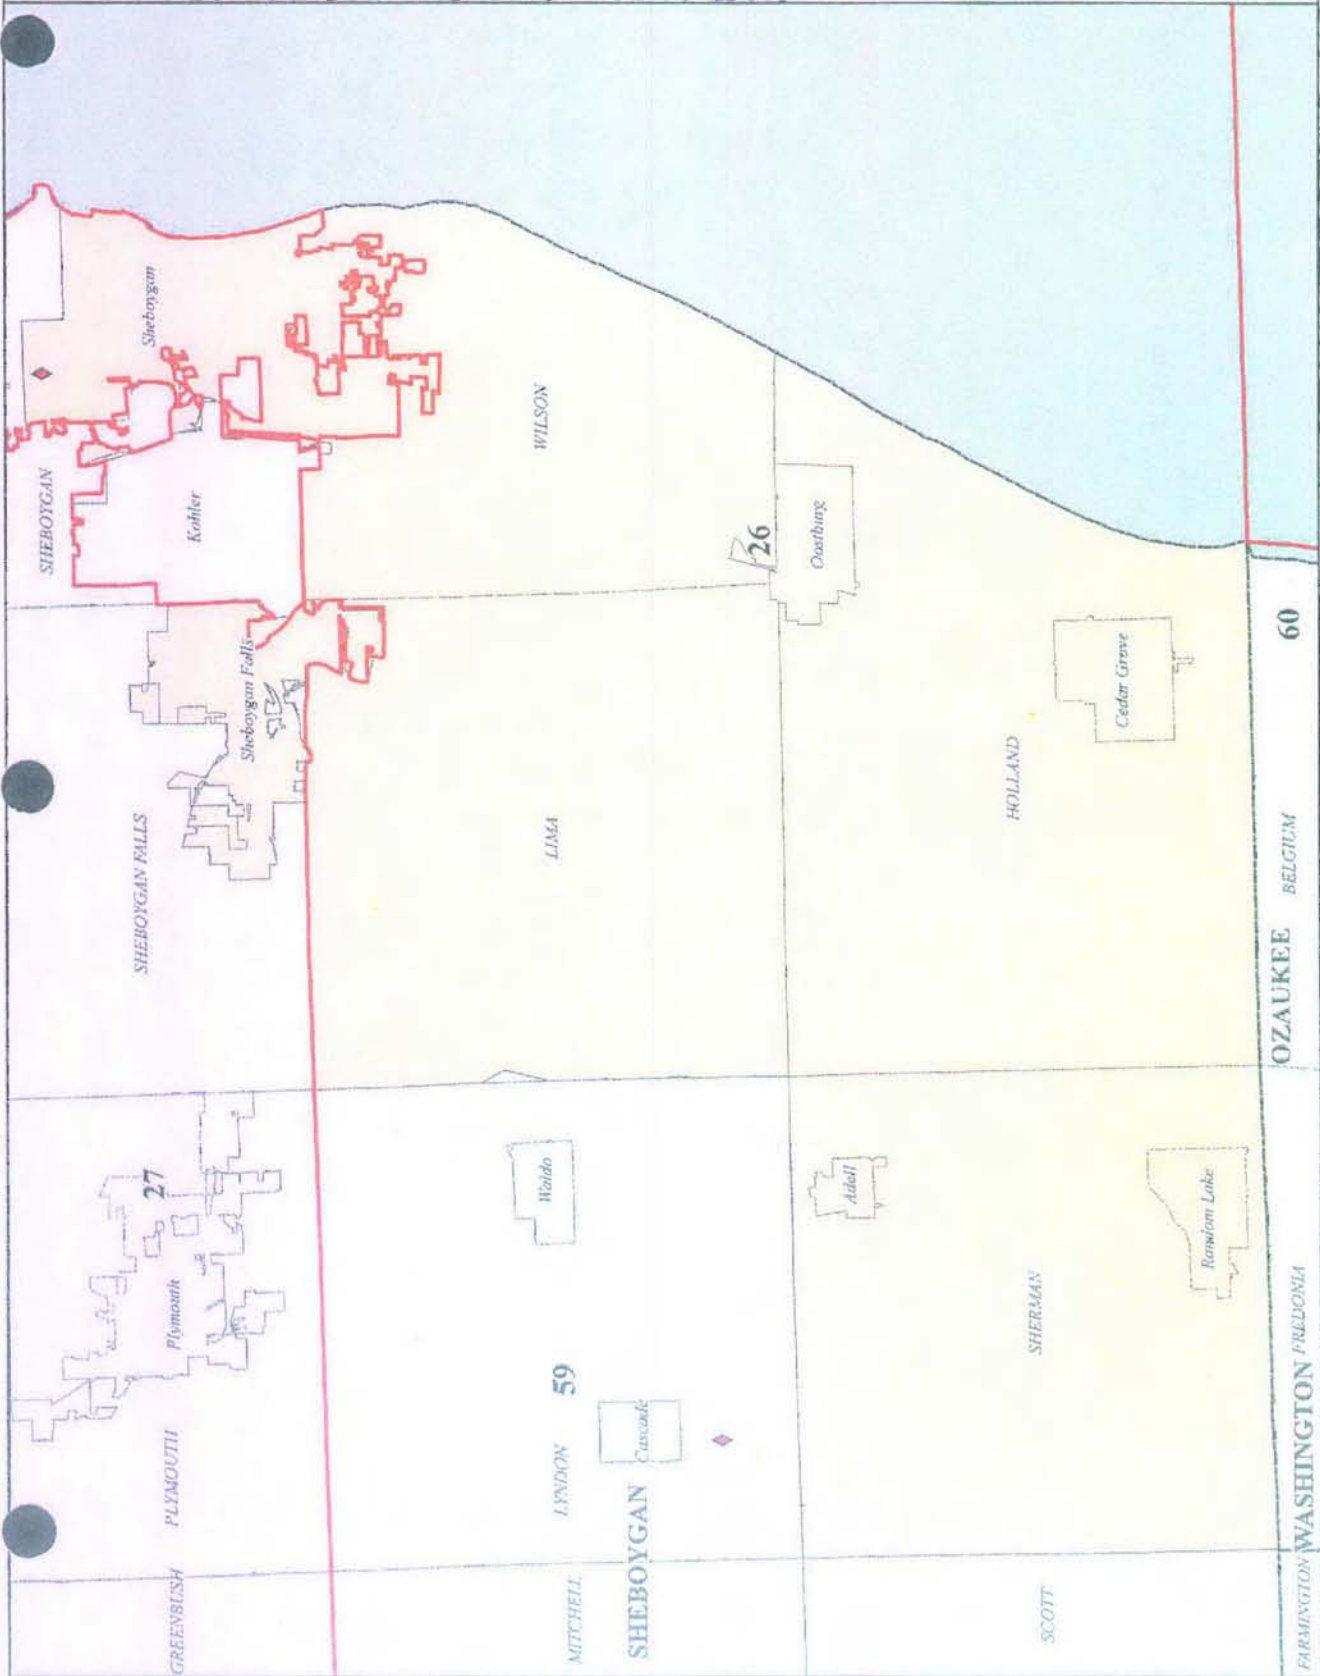 GREENBUSH
PLYMOUTH
Plymouth
27
SHEBOYGAN FALLS
Sheboygan Falls
SHEBOYGAN
Kohler
Sheboygan
MITCHELL
LYNDON
59
SHEBOYGAN
Cascade
Waldo
LIMA
WILSON
26
Oostburg
SCOTT
SHERMAN
Adell
Random Lake
HOLLAND
Cedar Grove
FARMINGTON
WASHINGTON
FREDONIA
OZAUKEE
BELGIUM
60